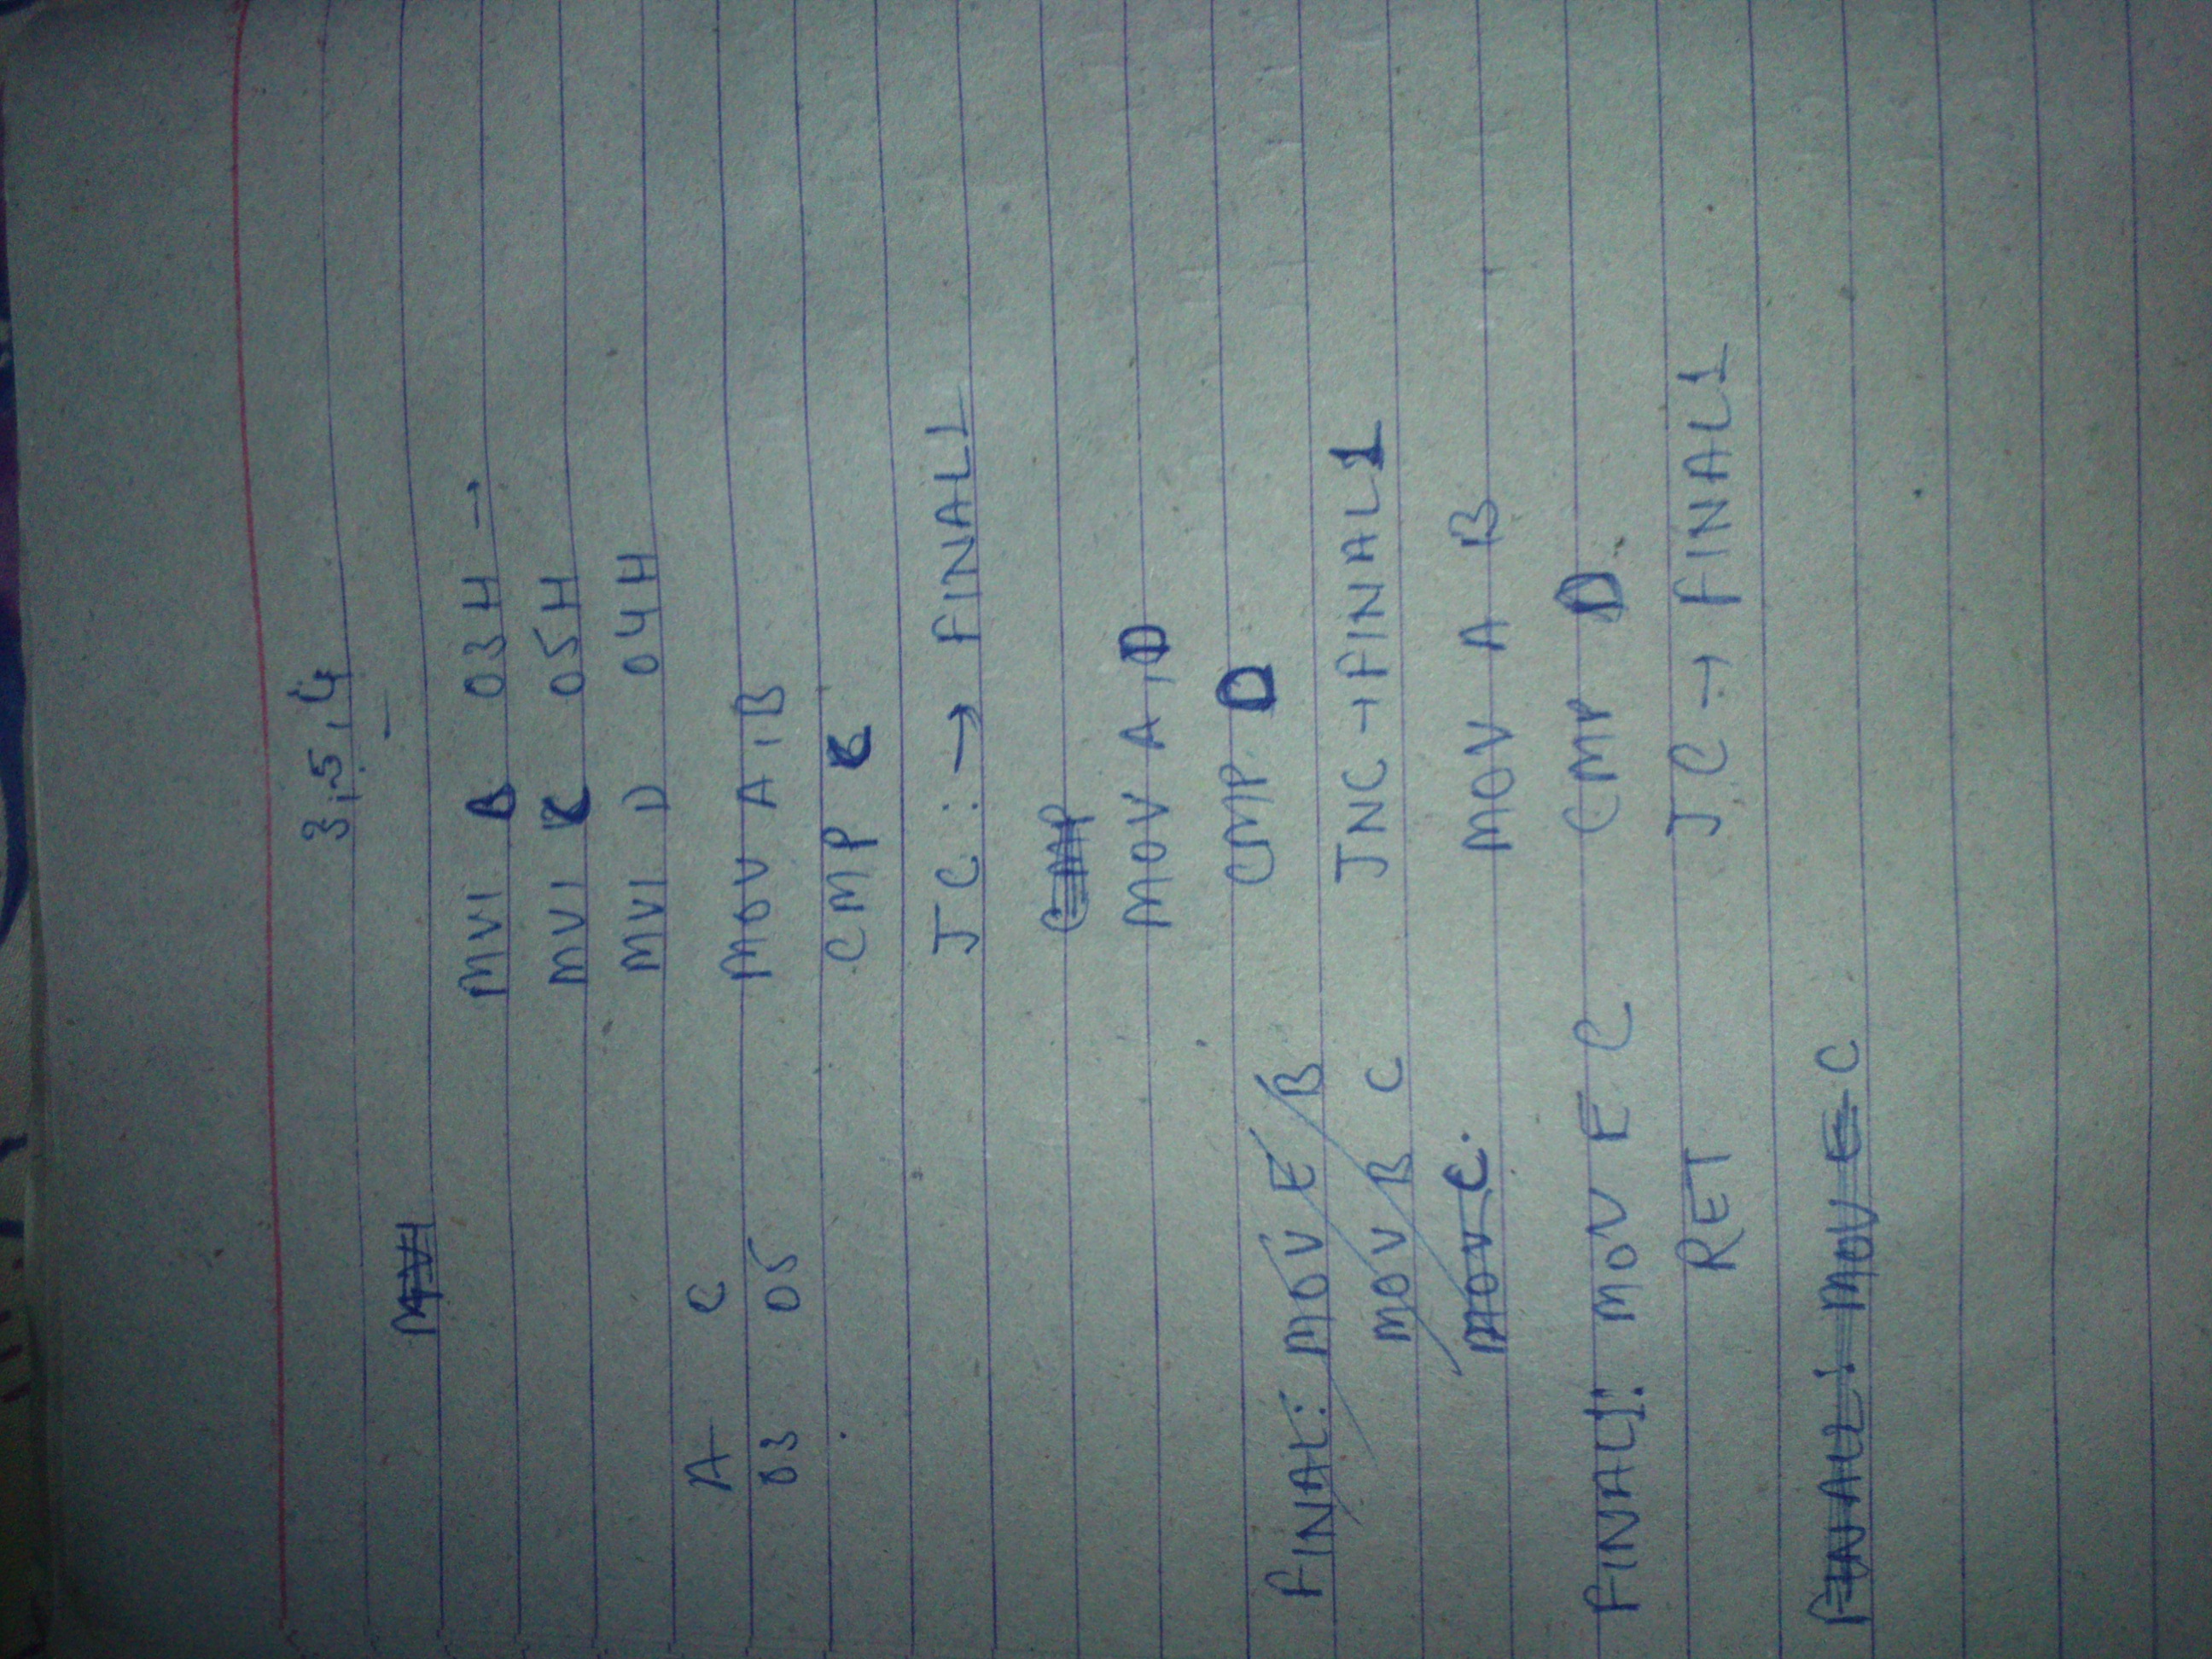 3,5,4
MVI
MVI B 03H →
MVI C 05H
MVI D 04H
A C
03 05
MOV A,B
CMP C
JC : → FINAL1
CMP
MOV A,D
CMP D
JNC → FINAL1
MOV A B
CMP D
JC → FINAL1
FINAL: MOV E B
MOV B C
MOV C.
FINAL1: MOV E C
RET
FINAL2: MOV E C